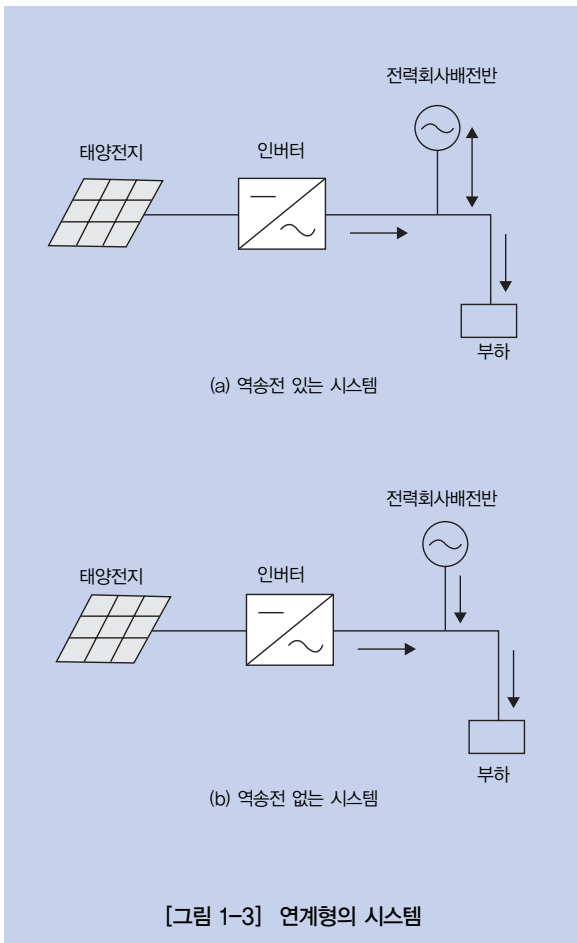 전력회사배전반
태양전지
인버터
부하
(a) 역송전 있는 시스템
전력회사배전반
태양전지
인버터
부하
(b) 역송전 없는 시스템
[그림 1-3] 연계형의 시스템